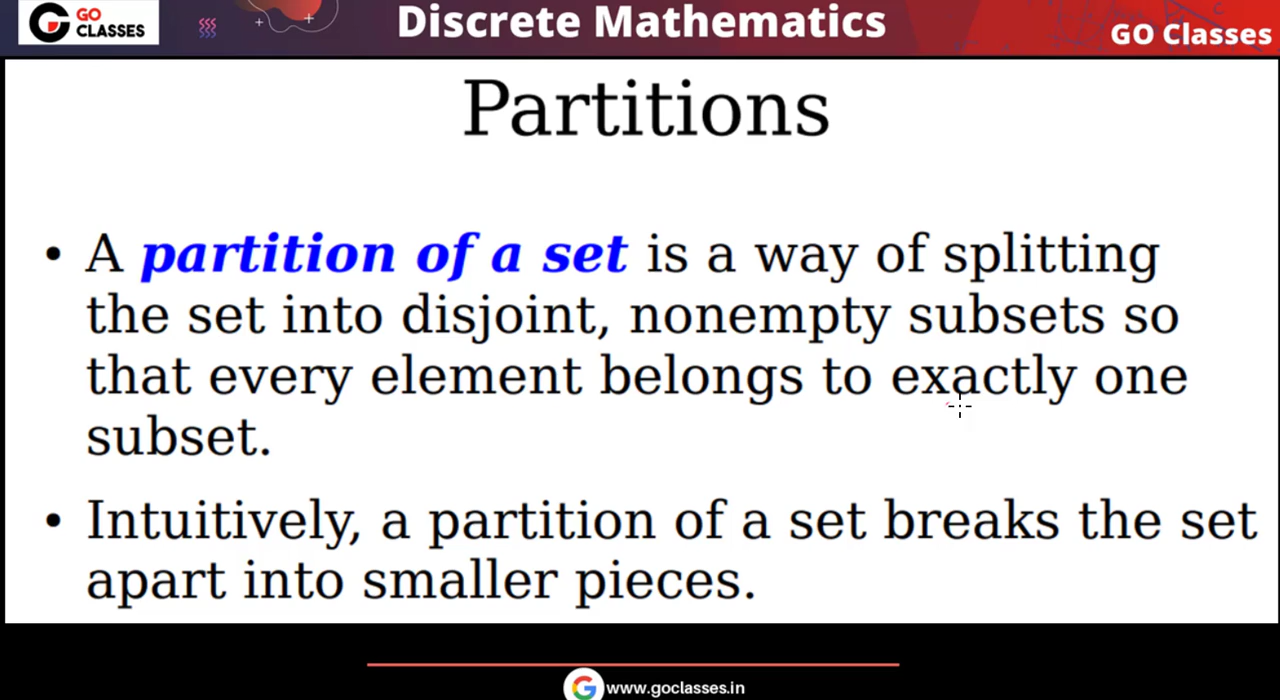 GO
CLASSES
Discrete Mathematics
GO Classes
Partitions
• A partition of a set is a way of splitting
the set into disjoint, nonempty subsets so
that every element belongs to exactly one
subset.
• Intuitively, a partition of a set breaks the set
apart into smaller pieces.
www.goclasses.in